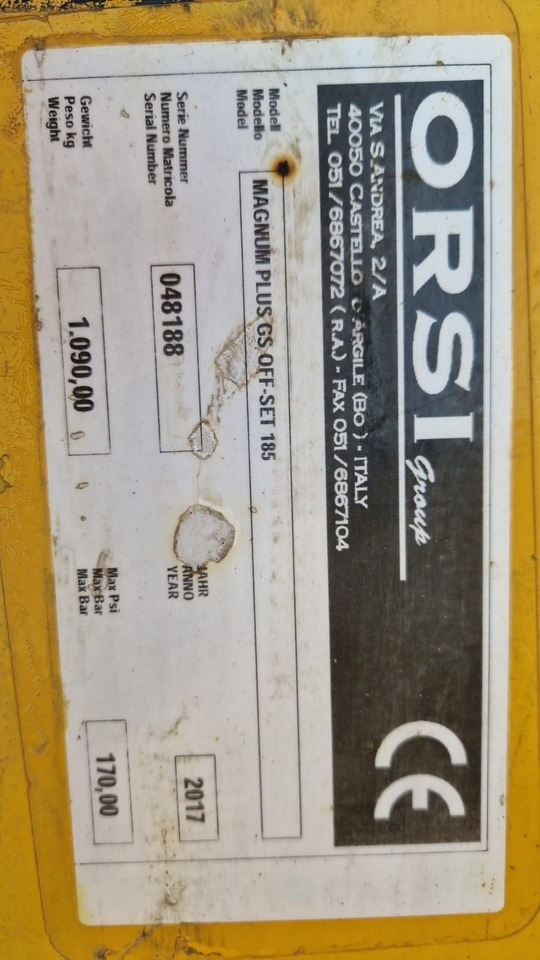 ORSI Group
VIA S.ANDREA, 2/A
40050 CASTELLO D'ARGILE (BO) - ITALY
TEL 051/6867072 (R.A.) - FAX 051/6867104
CE
Modell
Modello
Model
MAGNUM PLUS GS OFF-SET 185
Serie Nummer
Numero Matricola
Serial Number
048188
JAHR
ANNO
YEAR
2017
Gewicht
Peso kg
Weight
1.090,00
Max Psi
Max Bar
Max Bar
170,00